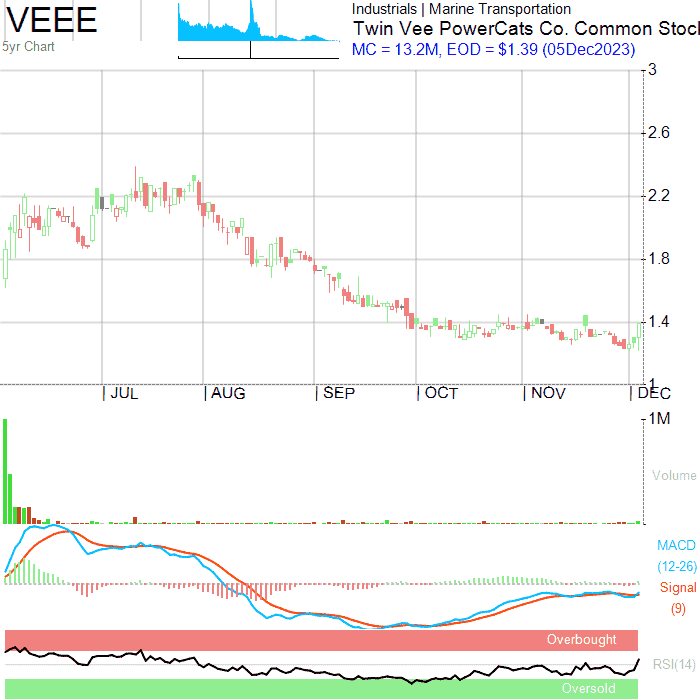 VEEE
5yr Chart
Industrials | Marine Transportation
Twin Vee PowerCats Co. Common Stoc
MC = 13.2M, EOD = $1.39 (05Dec2023)
3
2.6
2.2
1.8
1.4
1
JUL
AUG
SEP
OCT
NOV
DEC
1M
Volume
MACD
(12-26)
Signal
(9)
Overbought
RSI(14)
Oversold